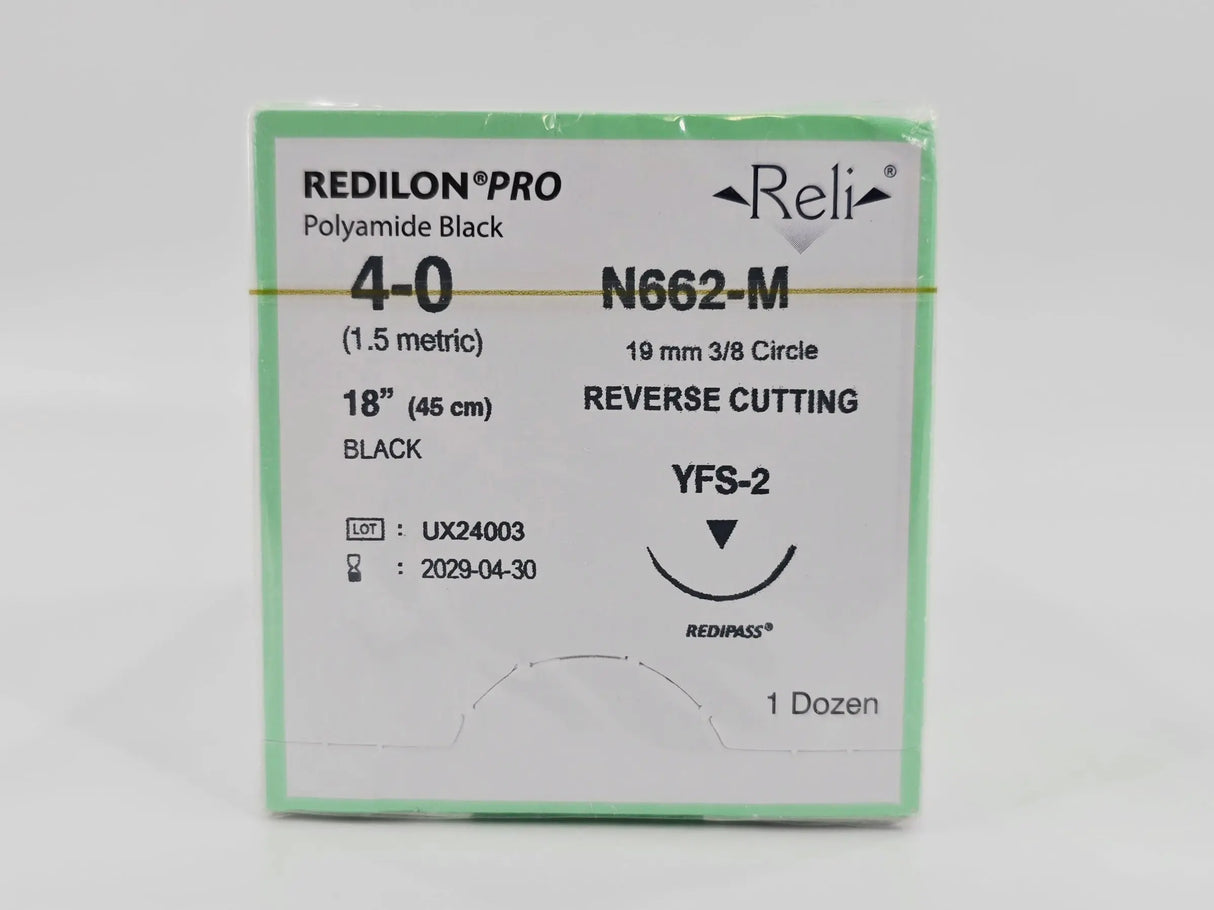 REDILON®PRO
Polyamide Black
Reli®
4-0
(1.5 metric)
18” (45 cm)
BLACK
N662-M
19 mm 3/8 Circle
REVERSE CUTTING
YFS-2
REDIPASS®
LOT : UX24003
: 2029-04-30
1 Dozen